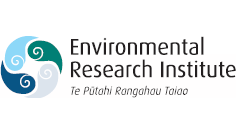 Environmental
Research Institute
Te Pūtahi Rangahau Taiao